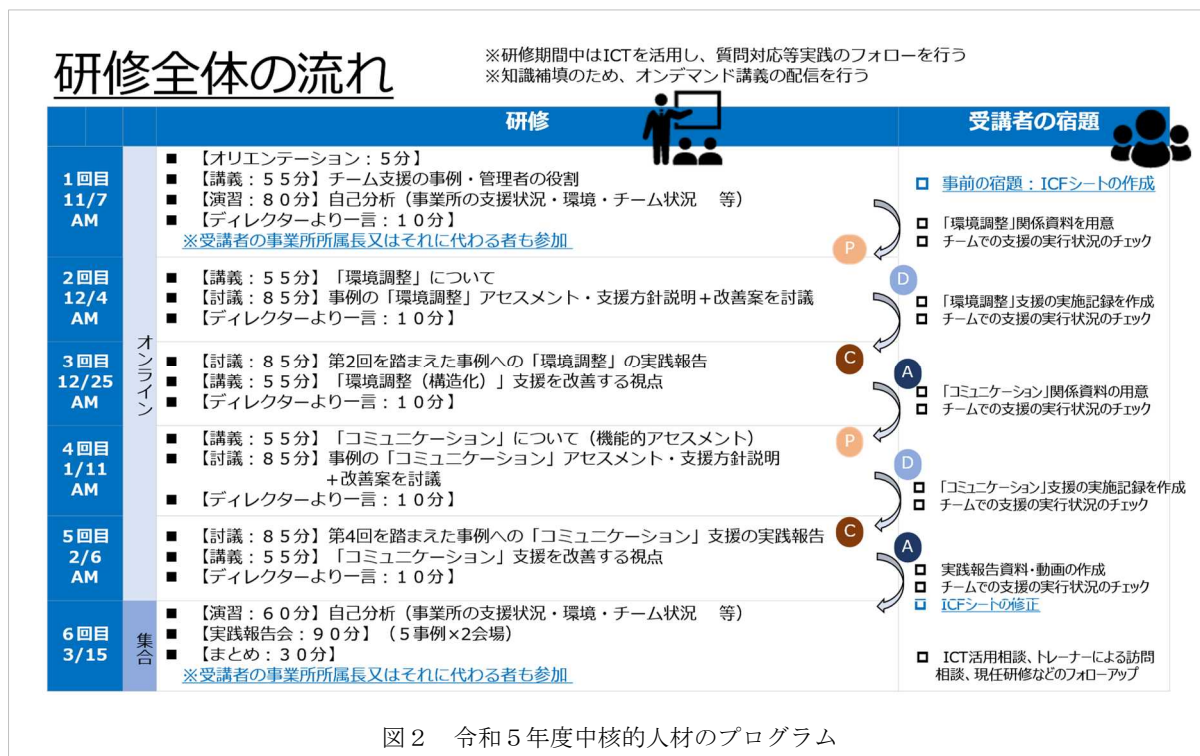 研修全体の流れ
※研修期間中はICTを活用し、質問対応等実践のフォローを行う
※知識補填のため、オンデマンド講義の配信を行う
研修
受講者の宿題
1回目
11/7
AM
オンライン
■ 【オリエンテーション：5分】
■ 【講義：55分】チーム支援の事例・管理者の役割
■ 【演習：80分】自己分析（事業所の支援状況・環境・チーム状況　等）
■ 【ディレクターより一言：10分】
※受講者の事業所所属長又はそれに代わる者も参加
P
□ 事前の宿題：ICFシートの作成
□ 「環境調整」関係資料を用意
□ チームでの支援の実行状況のチェック
2回目
12/4
AM
■ 【講義：55分】「環境調整」について
■ 【討議：85分】事例の「環境調整」アセスメント・支援方針説明＋改善案を討議
■ 【ディレクターより一言：10分】
D
□ 「環境調整」支援の実施記録を作成
□ チームでの支援の実行状況のチェック
3回目
12/25
AM
■ 【討議：85分】第2回を踏まえた事例への「環境調整」の実践報告
■ 【講義：55分】「環境調整（構造化）」支援を改善する視点
■ 【ディレクターより一言：10分】
C
A
□ 「コミュニケーション」関係資料の用意
□ チームでの支援の実行状況のチェック
4回目
1/11
AM
■ 【講義：55分】「コミュニケーション」について（機能的アセスメント）
■ 【討議：85分】事例の「コミュニケーション」アセスメント・支援方針説明
＋改善案を討議
■ 【ディレクターより一言：10分】
P
D
□ 「コミュニケーション」支援の実施記録を作成
□ チームでの支援の実行状況のチェック
5回目
2/6
AM
■ 【討議：85分】第4回を踏まえた事例への「コミュニケーション」支援の実践報告
■ 【講義：55分】「コミュニケーション」支援を改善する視点
■ 【ディレクターより一言：10分】
C
A
□ 実践報告資料・動画の作成
□ チームでの支援の実行状況のチェック
□ ICFシートの修正
6回目
3/15
集合
■ 【演習：60分】自己分析（事業所の支援状況・環境・チーム状況　等）
■ 【実践報告会：90分】（5事例×2会場）
■ 【まとめ：30分】
※受講者の事業所所属長又はそれに代わる者も参加
□ ICT活用相談、トレーナーによる訪問
相談、現任研修などのフォローアップ
図２　令和５年度中核的人材のプログラム